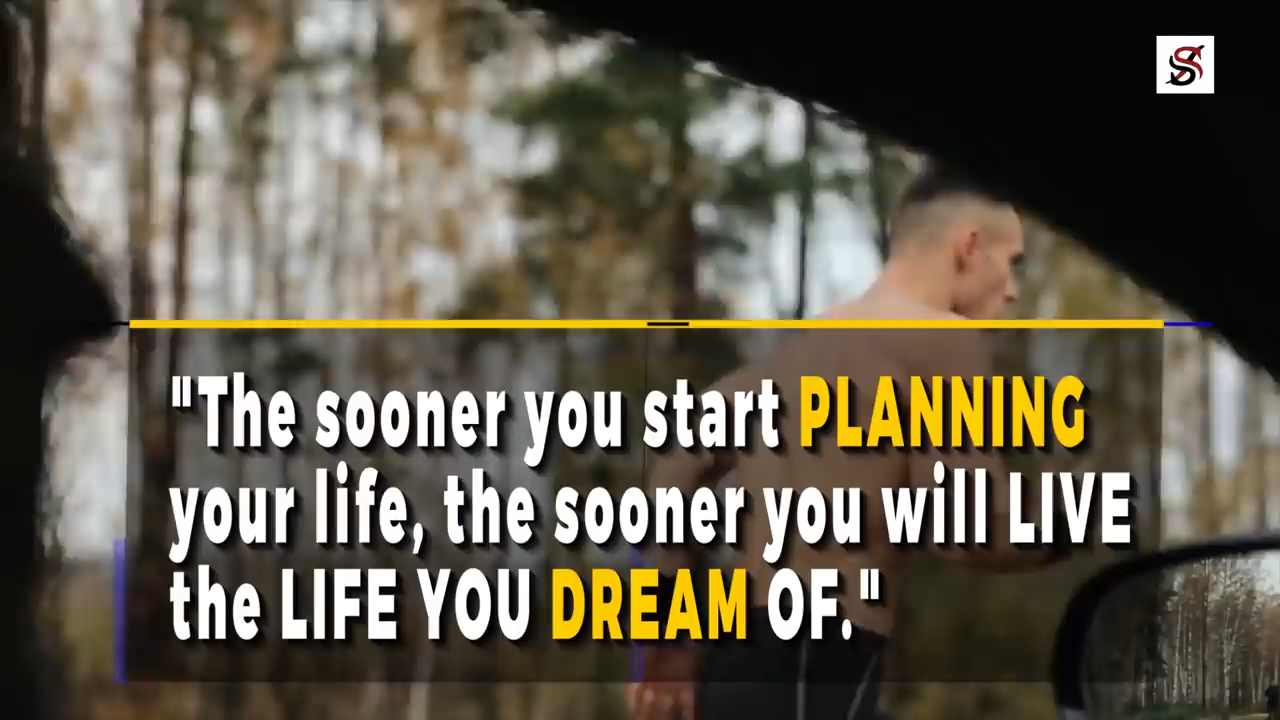 "The sooner you start PLANNING
your life, the sooner you will LIVE
the LIFE YOU DREAM OF."